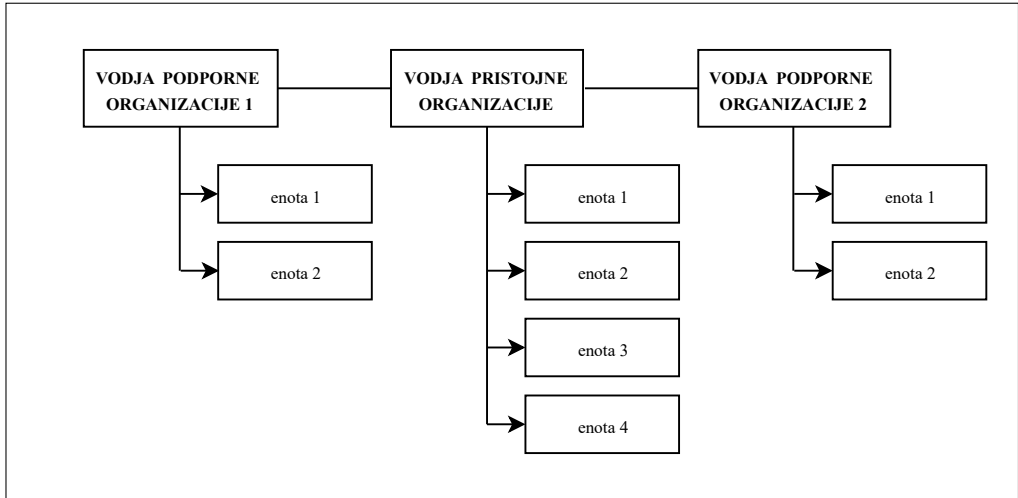 VODJA PODPORNE
ORGANIZACIJE 1
enota 1
enota 2
VODJA PRISTOJNE
ORGANIZACIJE
enota 1
enota 2
enota 3
enota 4
VODJA PODPORNE
ORGANIZACIJE 2
enota 1
enota 2